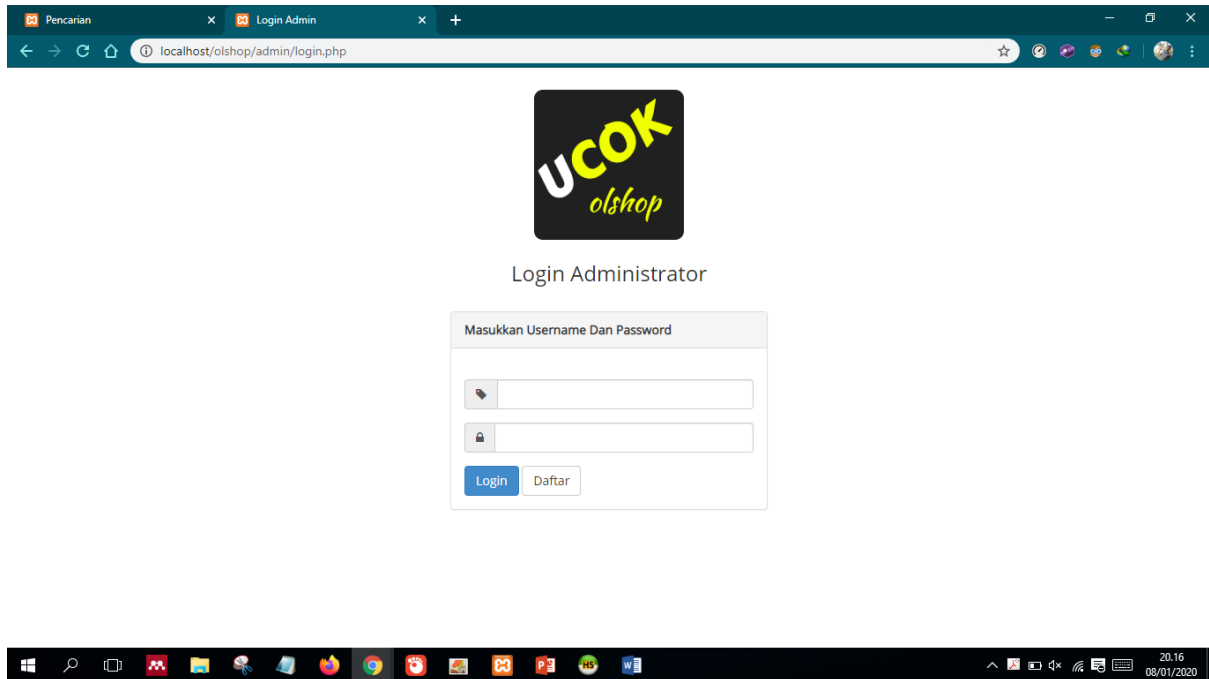 Pencarian
Login Admin
localhost/olshop/admin/login.php
UCOK
olshop
Login Administrator
Masukkan Username Dan Password
Login Daftar
20.16
08/01/2020